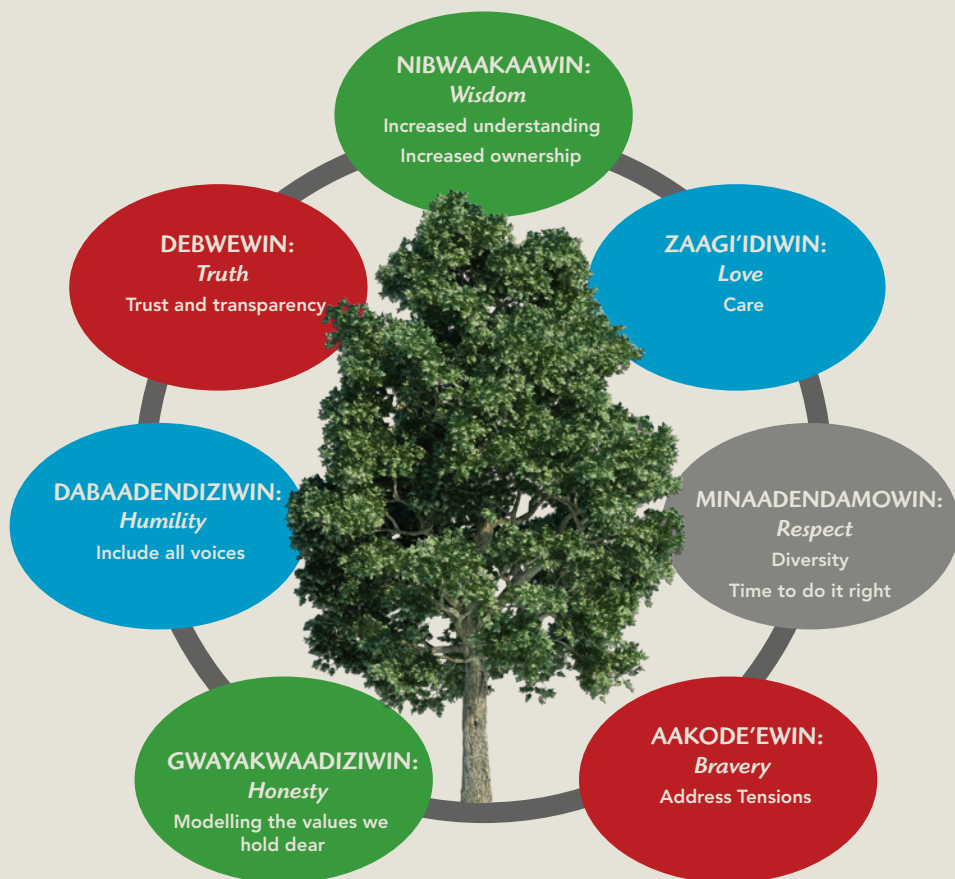 NIBWAAKAAWIN:
Wisdom
Increased understanding
Increased ownership
ZAAGI’IDIWIN:
Love
Care
MINAADENDAMOWIN:
Respect
Diversity
Time to do it right
AAKODE’EWIN:
Bravery
Address Tensions
GWAYAKWAADIZIWIN:
Honesty
Modelling the values we
hold dear
DABAADENDIZIWIN:
Humility
Include all voices
DEBWEWIN:
Truth
Trust and transparency